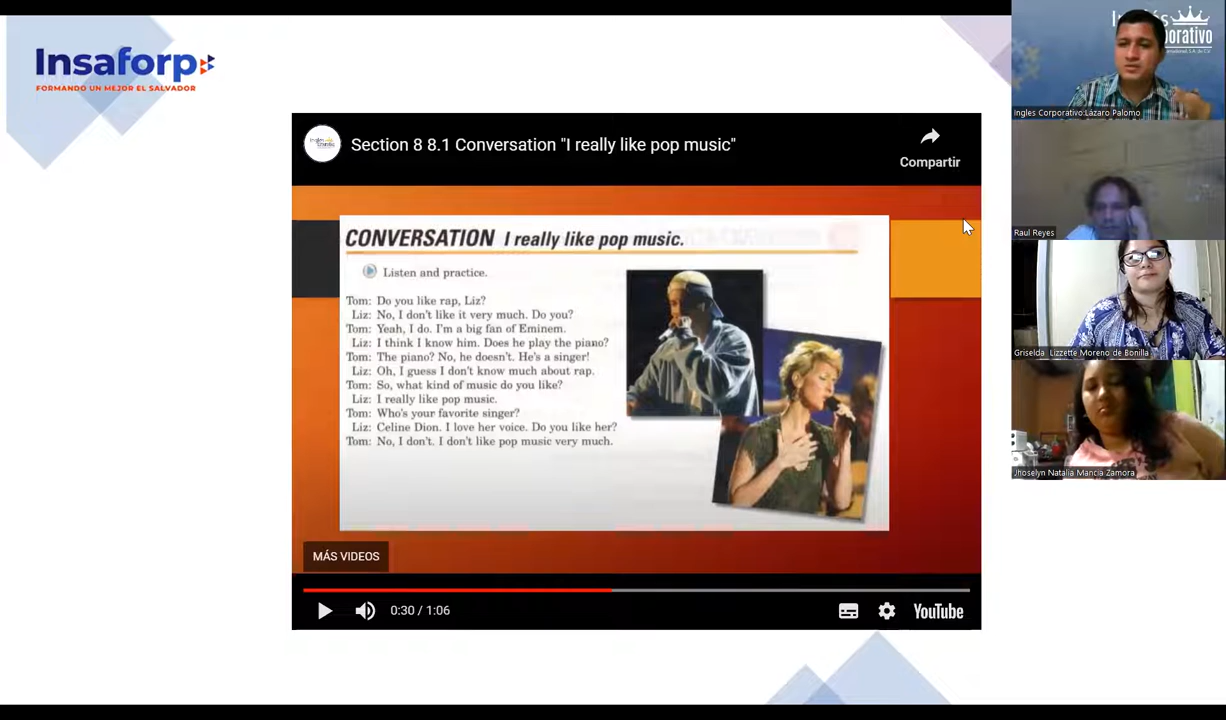 Insaforp
FORMANDO UN MEJOR EL SALVADOR
Section 8 8.1 Conversation "I really like pop music"
Compartir
CONVERSATION I really like pop music.
Listen and practice.
Tom: Do you like rap, Liz?
Liz: No, I don't like it very much. Do you?
Tom: Yeah, I do. I'm a big fan of Eminem.
Liz: I think I know him. Does he play the piano?
Tom: The piano? No, he doesn't. He's a singer!
Liz: Oh, I guess I don't know much about rap.
Tom: So, what kind of music do you like?
Liz: I really like pop music.
Tom: Who's your favorite singer?
Liz: Celine Dion. I love her voice. Do you like her?
Tom: No, I don't. I don't like pop music very much.
MÁS VIDEOS
0:30 / 1:06
YouTube
Ingles Corporativo:Lázaro Palomo
Raul Reyes
Griselda Lizzette Moreno de Bonilla
Jhoselyn Natalia Mancia Zamora